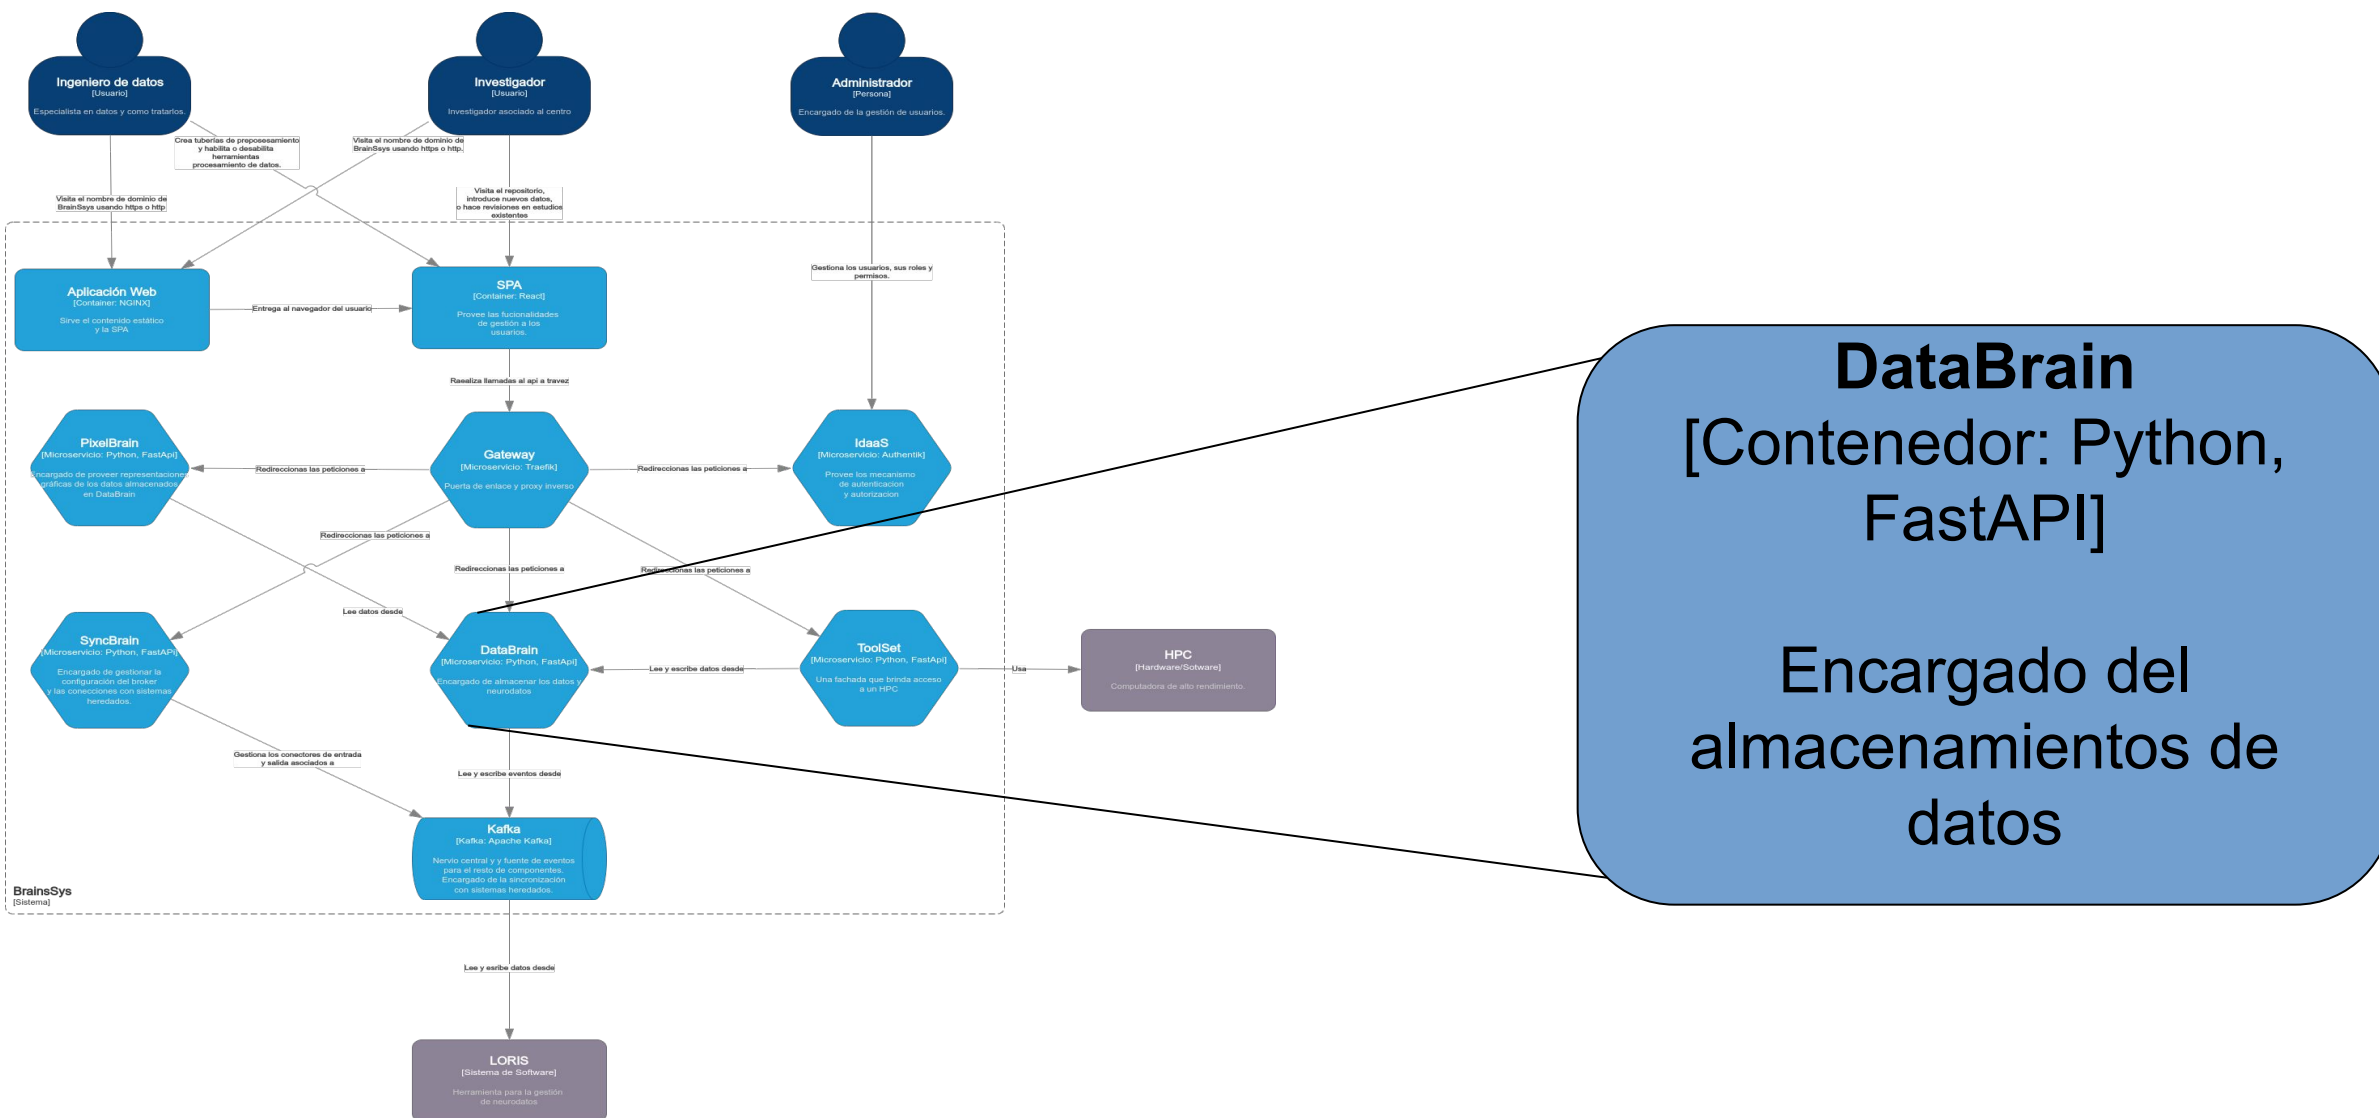 Ingeniero de datos
[Usuario]
Especialista en datos y como tratarlos.
Investigador
[Usuario]
Investigador asociado al centro
Administrador
[Persona]
Encargado de la gestión de usuarios.
Crea tuberías de preposesamiento
y habilita o desabilita
herramientas
procesamiento de datos.
Visita el nombre de dominio de
BrainSsys usando https o http.
Visita el nombre de dominio de
BrainSsys usando https o http
Visita el repositorio,
introduce nuevos datos,
o hace revisiones en estudios
existentes
Gestiona los usuarios, sus roles y
permisos.
Aplicación Web
[Container: NGiNX]
Sirve el contenido estático
y la SPA
Entrega al navegador del usuario
SPA
[Container: React]
Provee las fucionalidades
de gestión a los
usuarios.
Raealiza llamadas al api a travez
PixelBrain
[Microservicio: Python, FastApi]
Encargado de proveer representaciones
gráficas de los datos almacenados
en DataBrain
Redireccionas las peticiones a
Gateway
[Microservicio: Traefik]
Puerta de enlace y proxy inverso
Redireccionas las peticiones a
IdaaS
[Microservicio: Authentik]
Provee los mecanismo
de autenticacion
y autorizacion
Redireccionas las peticiones a
Redireccionas las peticiones a
Redireccionas las peticiones a
Lee datos desde
SyncBrain
[Microservicio: Python, FastAPi]
Encargado de gestionar la
configuración del broker
y las conecciones con sistemas
heredados.
DataBrain
[Microservicio: Python, FastApi]
Encargado de almacenar los datos y
neurodatos
Lee y escribe datos desde
ToolSet
[Microservicio: Python, FastApi]
Una fachada que brinda acceso
a un HPC
Usa
HPC
[Hardware/Sotware]
Computadora de alto rendimiento.
Gestiona los conectores de entrada
y salida asociados a
Lee y escribe eventos desde
Kafka
[Kafka: Apache Kafka]
Nervio central y y fuente de eventos
para el resto de componentes.
Encargado de la sincronización
con sistemas heredados.
BrainsSys
[Sistema]
Lee y esribe datos desde
LORIS
[Sistema de Software]
Herramienta para la gestión
de neurodatos
DataBrain
[Contenedor: Python,
FastAPI]
Encargado del
almacenamientos de
datos